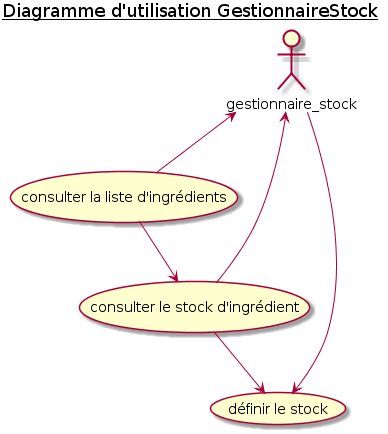 Diagramme d'utilisation GestionnaireStock
gestionnaire_stock
consulter la liste d'ingrédients
consulter le stock d'ingrédient
définir le stock